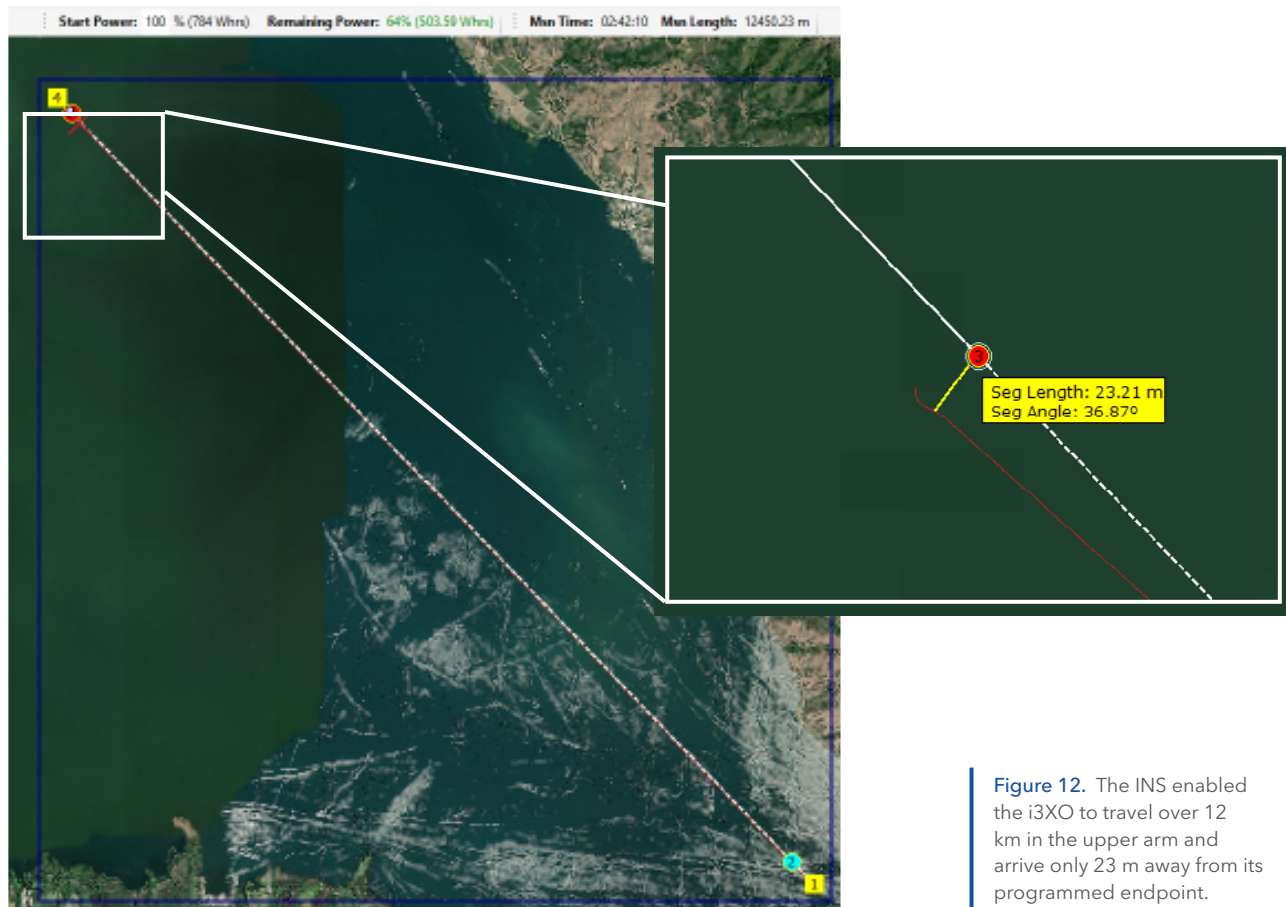 Start Power: 100 % (784 Whrs) Remaining Power: 64% (503.59 Whrs) Msn Time: 02:42:10 Msn Length: 12450.23 m
4
3
Seg Length: 23.21 m
Seg Angle: 36.87º
2
1
Figure 12. The INS enabled
the i3XO to travel over 12
km in the upper arm and
arrive only 23 m away from its
programmed endpoint.